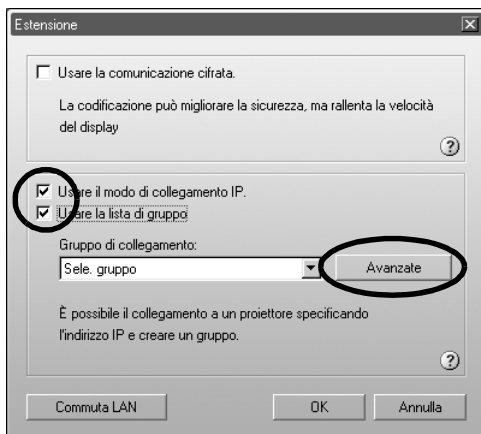 Estensione
Usare la comunicazione cifrata.
La codificazione può migliorare la sicurezza, ma rallenta la velocità
del display
?
Usare il modo di collegamento IP.
Usare la lista di gruppo
Gruppo di collegamento:
Sele. gruppo
Avanzate
È possibile il collegamento a un proiettore specificando
l'indirizzo IP e creare un gruppo.
?
Commuta LAN
OK
Annulla